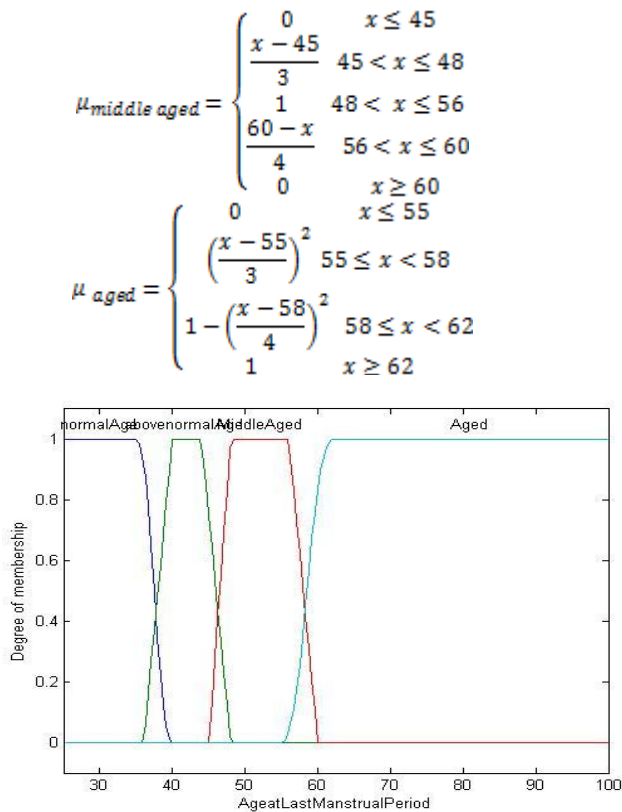 μ_middle aged = { 0 x ≤ 45
(x − 45)/3 45 < x ≤ 48
1 48 < x ≤ 56
(60 − x)/4 56 < x ≤ 60
0 x ≥ 60
μ_aged = { 0 x ≤ 55
((x − 55)/3)² 55 ≤ x < 58
1 − ((x − 58)/4)² 58 ≤ x < 62
1 x ≥ 62
normalAge abovenormalAge MiddleAged Aged
1
0.8
0.6
0.4
0.2
0
Degree of membership
30 40 50 60 70 80 90 100
AgeatLastManstrualPeriod